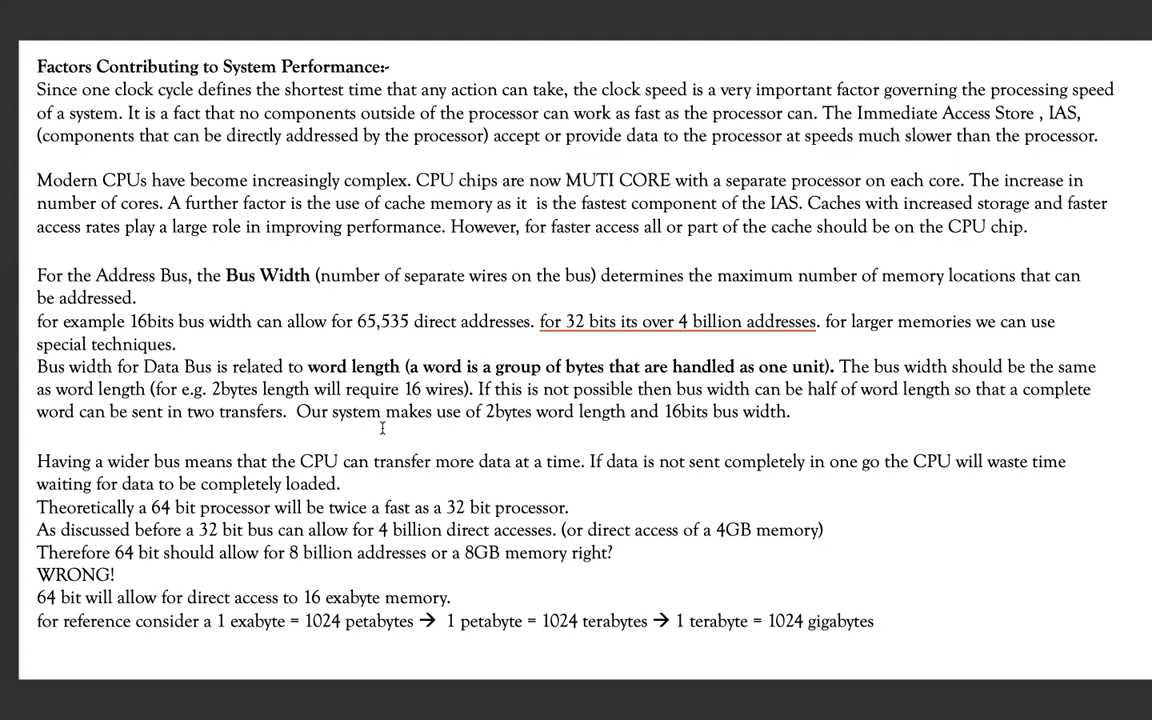 Factors Contributing to System Performance:-
Since one clock cycle defines the shortest time that any action can take, the clock speed is a very important factor governing the processing speed
of a system. It is a fact that no components outside of the processor can work as fast as the processor can. The Immediate Access Store , IAS,
(components that can be directly addressed by the processor) accept or provide data to the processor at speeds much slower than the processor.
Modern CPUs have become increasingly complex. CPU chips are now MUTI CORE with a separate processor on each core. The increase in
number of cores. A further factor is the use of cache memory as it  is the fastest component of the IAS. Caches with increased storage and faster
access rates play a large role in improving performance. However, for faster access all or part of the cache should be on the CPU chip.
For the Address Bus, the Bus Width (number of separate wires on the bus) determines the maximum number of memory locations that can
be addressed.
for example 16bits bus width can allow for 65,535 direct addresses. for 32 bits its over 4 billion addresses. for larger memories we can use
special techniques.
Bus width for Data Bus is related to word length (a word is a group of bytes that are handled as one unit). The bus width should be the same
as word length (for e.g. 2bytes length will require 16 wires). If this is not possible then bus width can be half of word length so that a complete
word can be sent in two transfers.  Our system makes use of 2bytes word length and 16bits bus width.
Having a wider bus means that the CPU can transfer more data at a time. If data is not sent completely in one go the CPU will waste time
waiting for data to be completely loaded.
Theoretically a 64 bit processor will be twice a fast as a 32 bit processor.
As discussed before a 32 bit bus can allow for 4 billion direct accesses. (or direct access of a 4GB memory)
Therefore 64 bit should allow for 8 billion addresses or a 8GB memory right?
WRONG!
64 bit will allow for direct access to 16 exabyte memory.
for reference consider a 1 exabyte = 1024 petabytes → 1 petabyte = 1024 terabytes → 1 terabyte = 1024 gigabytes